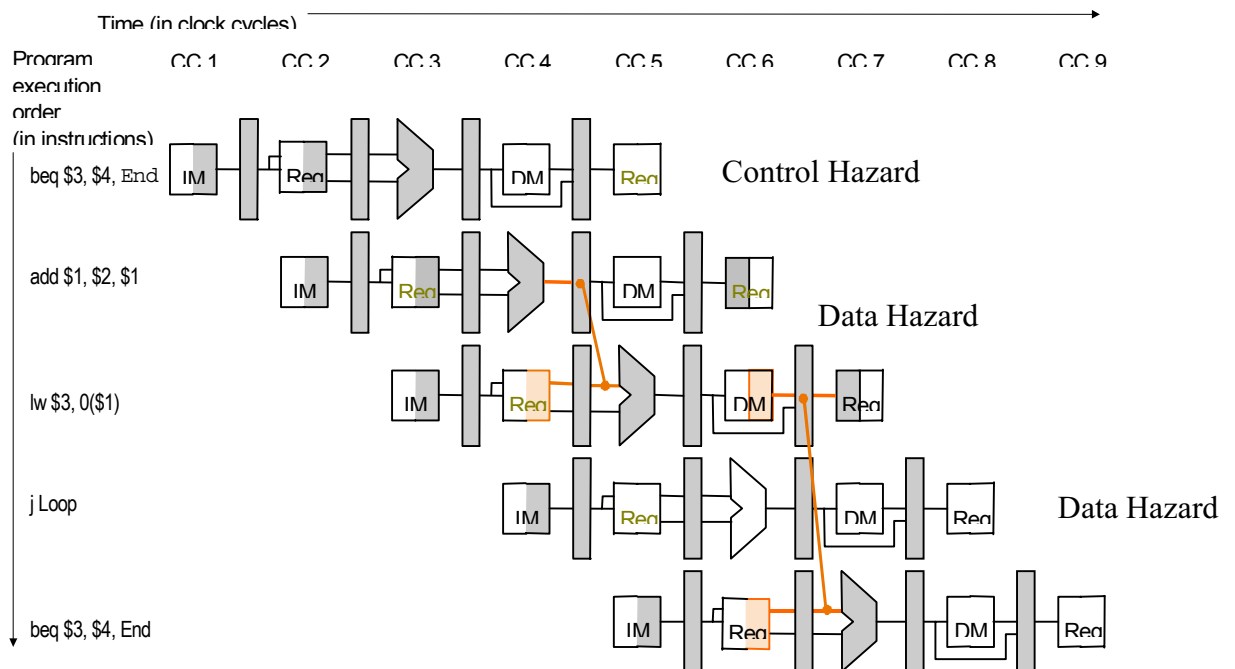 Time (in clock cycles)
Program
execution
order
(in instructions)
CC 1 CC 2 CC 3 CC 4 CC 5 CC 6 CC 7 CC 8 CC 9
beq $3, $4, End
IM Reg DM Reg
Control Hazard
add $1, $2, $1
IM Reg DM Reg
Data Hazard
lw $3, 0($1)
IM Reg DM Reg
j Loop
IM Reg DM Reg
Data Hazard
beq $3, $4, End
IM Reg DM Reg